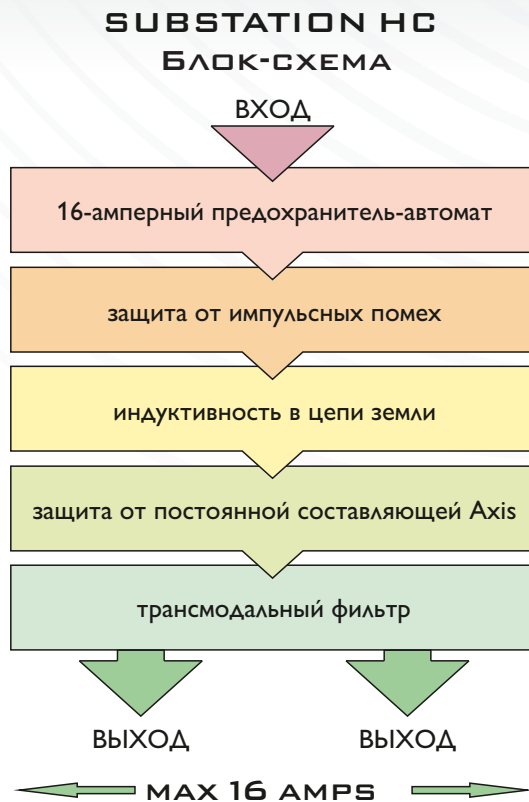 SUBSTATION HC
БЛОК-СХЕМА
ВХОД
16-амперный предохранитель-автомат
защита от импульсных помех
индуктивность в цепи земли
защита от постоянной составляющей Axis
трансмодальный фильтр
ВЫХОД ВЫХОД
MAX 16 AMPS